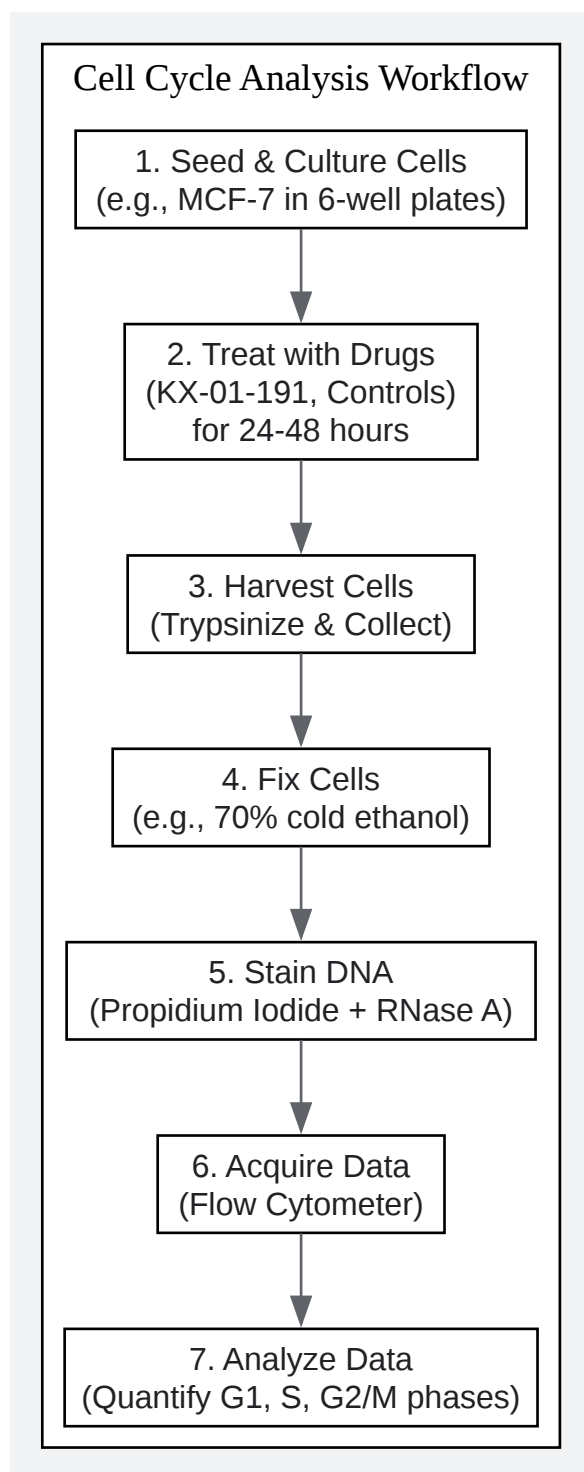 Cell Cycle Analysis Workflow
1. Seed & Culture Cells
(e.g., MCF-7 in 6-well plates)
2. Treat with Drugs
(KX-01-191, Controls)
for 24-48 hours
3. Harvest Cells
(Trypsinize & Collect)
4. Fix Cells
(e.g., 70% cold ethanol)
5. Stain DNA
(Propidium Iodide + RNase A)
6. Acquire Data
(Flow Cytometer)
7. Analyze Data
(Quantify G1, S, G2/M phases)